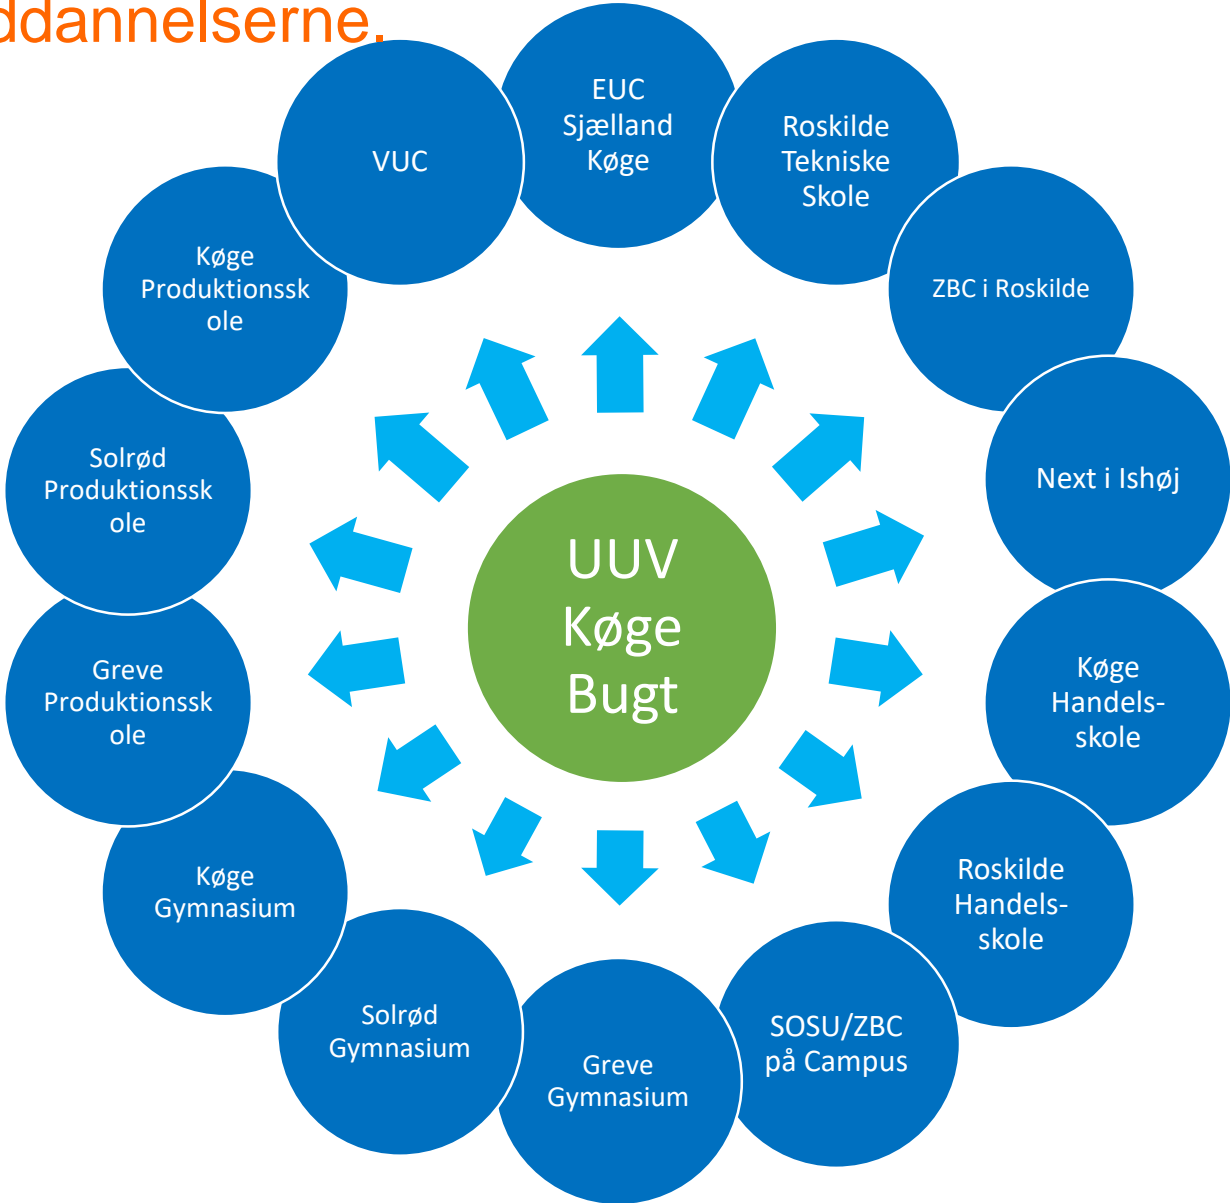 ddannelserne.
EUC
Sjælland
Køge
Roskilde
Tekniske
Skole
ZBC i Roskilde
Next i Ishøj
Køge
Handels-
skole
Roskilde
Handels-
skole
SOSU/ZBC
på Campus
Greve
Gymnasium
Solrød
Gymnasium
Køge
Gymnasium
Greve
Produktionssk
ole
Solrød
Produktionssk
ole
Køge
Produktionssk
ole
VUC
UUV
Køge
Bugt